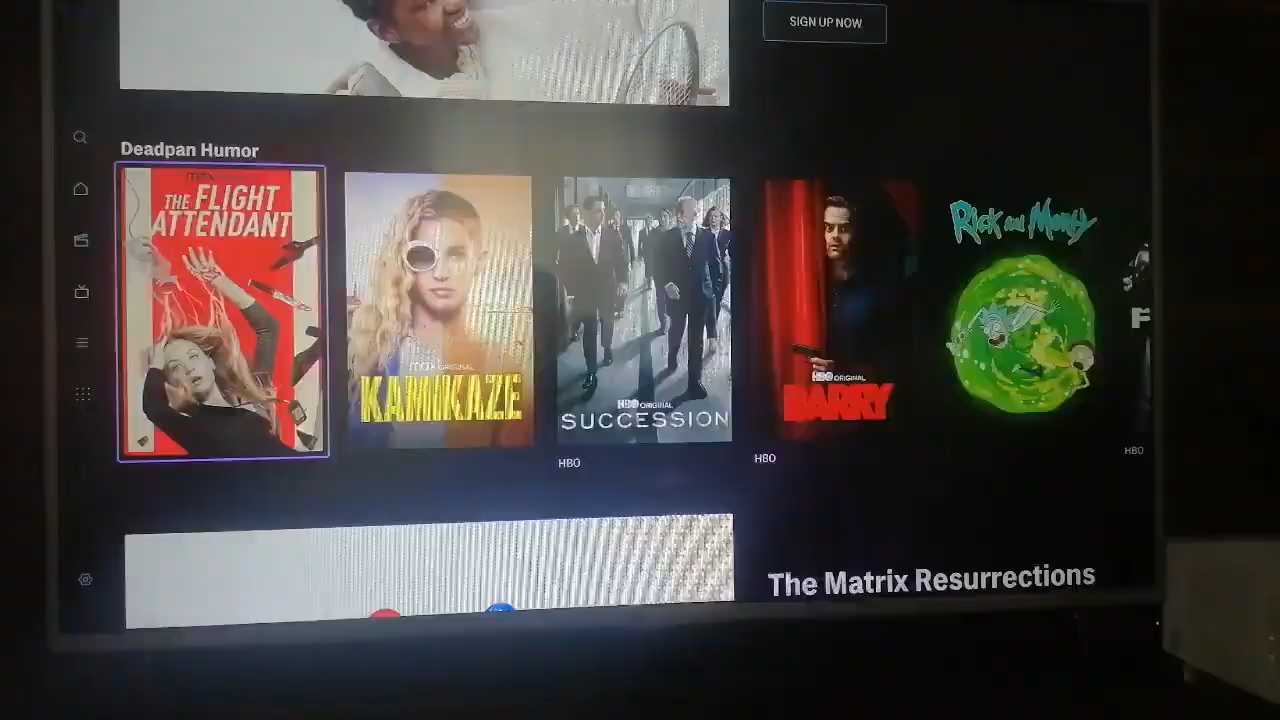 SIGN UP NOW
Deadpan Humor
max
THE FLIGHT
ATTENDANT
max ORIGINAL
KAMIKAZE
HBO ORIGINAL
SUCCESSION
HBO
HBO ORIGINAL
BARRY
HBO
Rick and Morty
F
HBO
The Matrix Resurrections